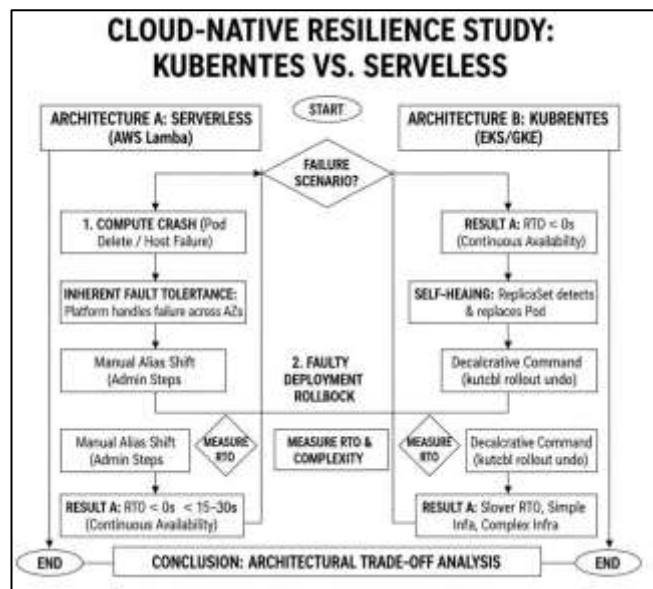 CLOUD-NATIVE RESILIENCE STUDY:
KUBERNTES VS. SERVELESS
START
ARCHITECTURE A: SERVERLESS
(AWS Lamba)
ARCHITECTURE B: KUBRENTES
(EKS/GKE)
FAILURE
SCENARIO?
1. COMPUTE CRASH (Pod
Delete / Host Failure)
RESULT A: RTO < 0s
(Continuous Availability)
INHERENT FAULT TOLERTANCE:
Platform handles failure across AZs
SELF-HEAING: ReplicaSet detects
& replaces Pod
Manual Alias Shift
(Admin Steps
2. FAULTY
DEPLOYMENT
ROLLBOCK
Decalcrative Command
(kutcbl rollout undo)
Manual Alias Shift
(Admin Steps
MEASURE
RTO
MEASURE RTO &
COMPLEXITY
MEASURE
RTO
Decalcrative Command
(kutcbl rollout undo)
RESULT A: RTO < 0s < 15-30s
(Continuous Availability)
RESULT A: Slover RTO, Simple
Infa, Complex Infra
END
CONCLUSION: ARCHITECTURAL TRADE-OFF ANALYSIS
END